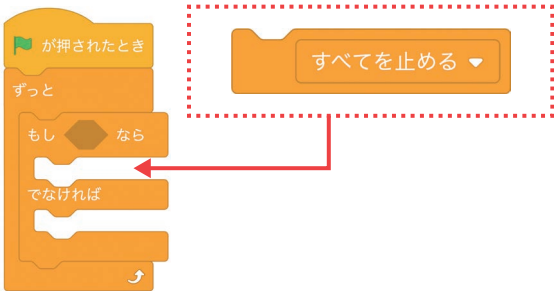 が押されたとき
ずっと
もし なら
でなければ
すべてを止める